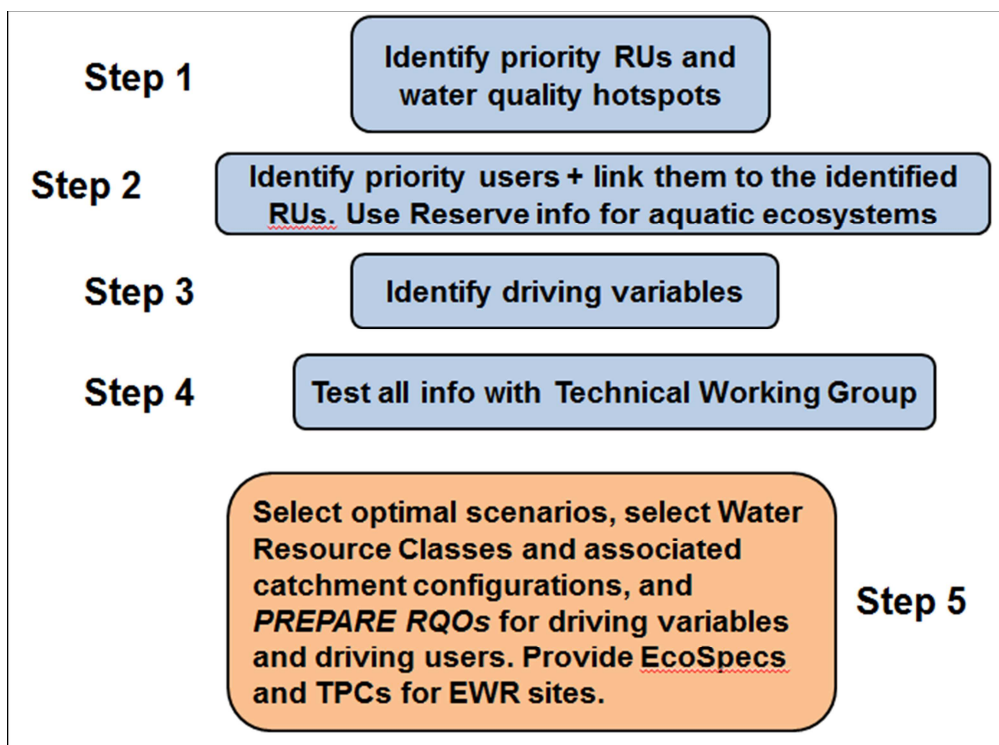 Step 1
Identify priority RUs and
water quality hotspots
Step 2
Identify priority users + link them to the identified
RUs. Use Reserve info for aquatic ecosystems
Step 3
Identify driving variables
Step 4
Test all info with Technical Working Group
Select optimal scenarios, select Water
Resource Classes and associated
catchment configurations, and
PREPARE RQOs for driving variables
and driving users. Provide EcoSpecs
and TPCs for EWR sites.
Step 5